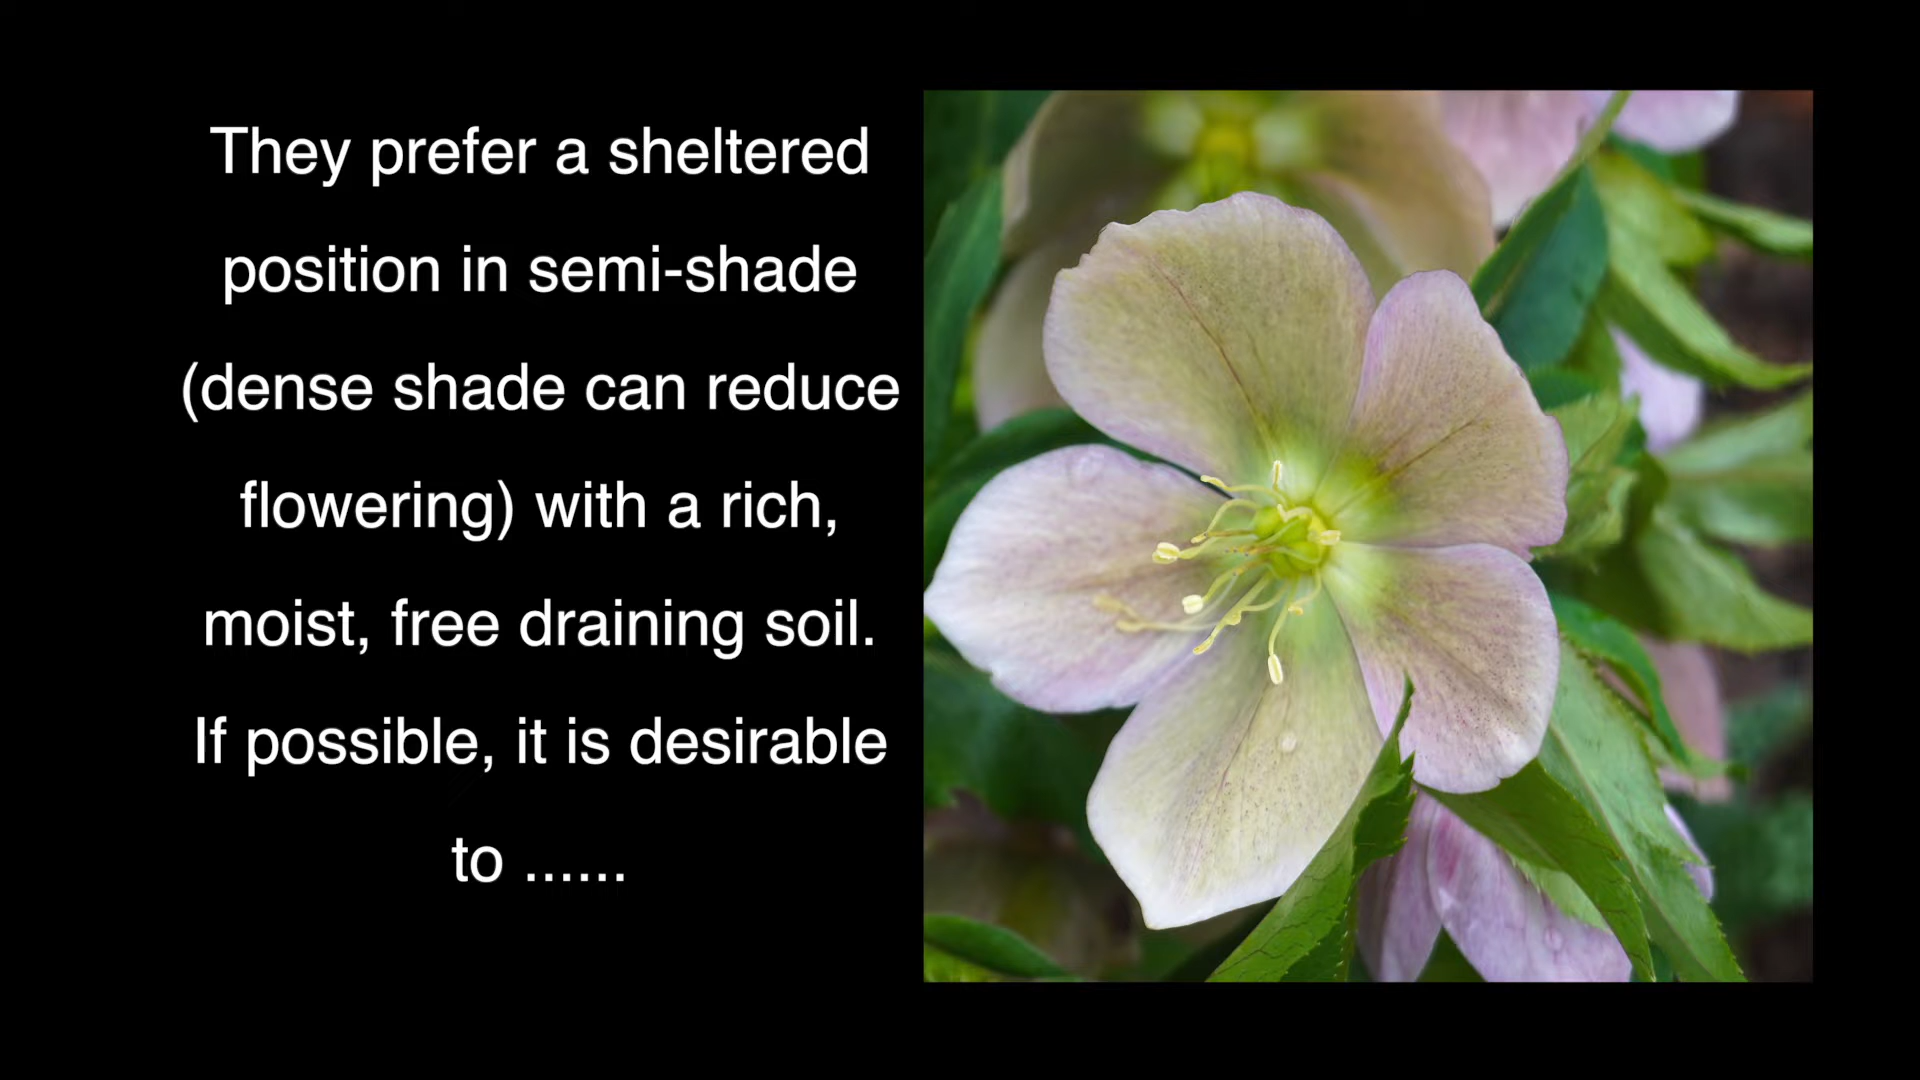 They prefer a sheltered
position in semi-shade
(dense shade can reduce
flowering) with a rich,
moist, free draining soil.
If possible, it is desirable
to ......